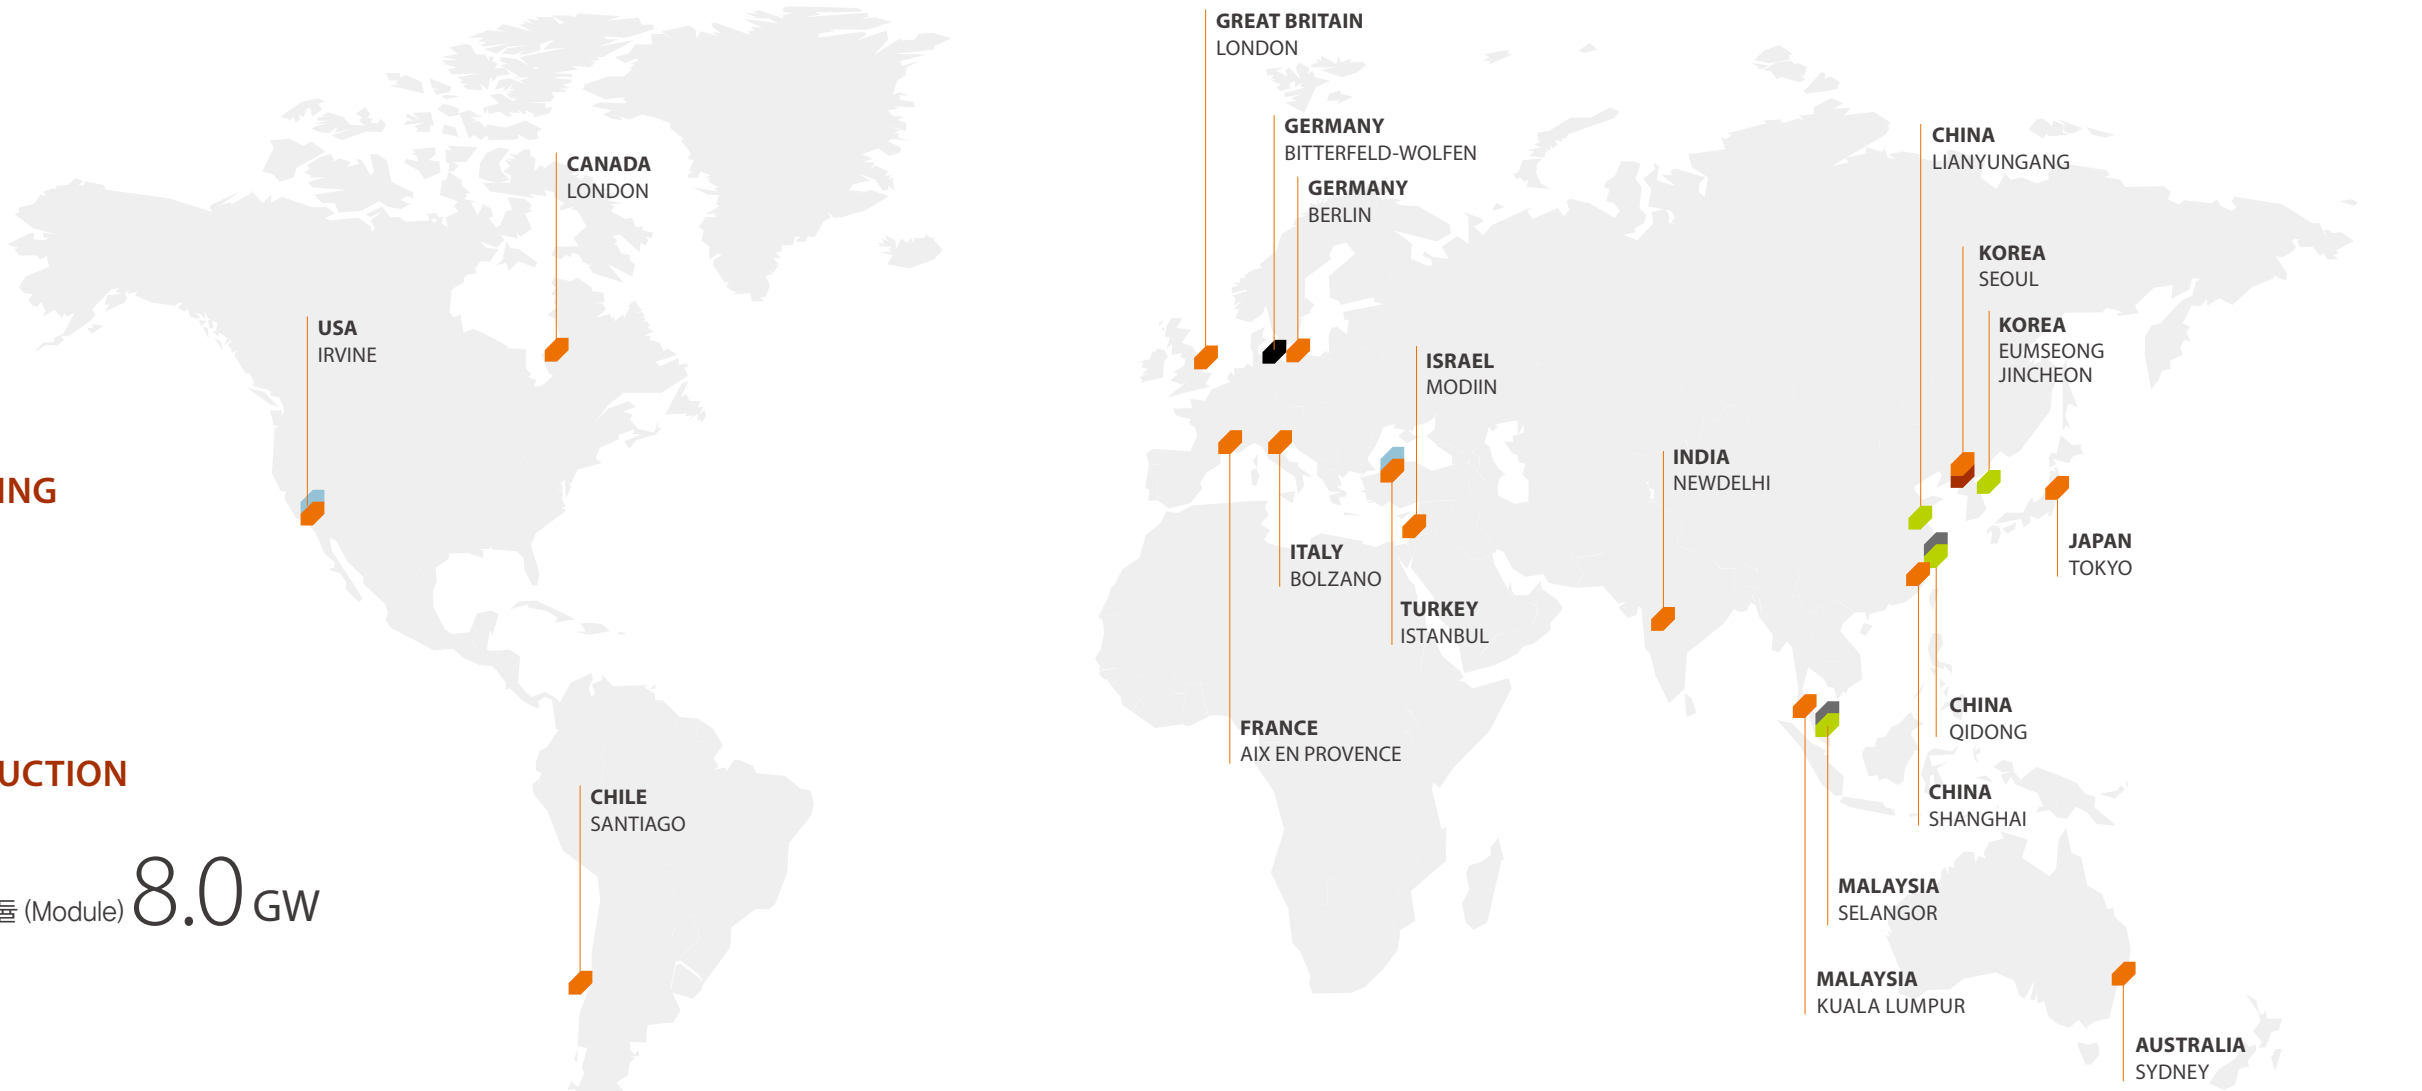 GREAT BRITAIN
LONDON
GERMANY
BITTERFELD-WOLFEN
GERMANY
BERLIN
CHINA
LIANYUNGANG
CANADA
LONDON
KOREA
SEOUL
KOREA
EUMSEONG
JINCHEON
USA
IRVINE
ISRAEL
MODIIN
INDIA
NEWDELHI
ING
JAPAN
TOKYO
ITALY
BOLZANO
TURKEY
ISTANBUL
CHINA
QIDONG
FRANCE
AIX EN PROVENCE
UCTION
CHILE
SANTIAGO
CHINA
SHANGHAI
(Module) 8.0 GW
MALAYSIA
SELANGOR
MALAYSIA
KUALA LUMPUR
AUSTRALIA
SYDNEY